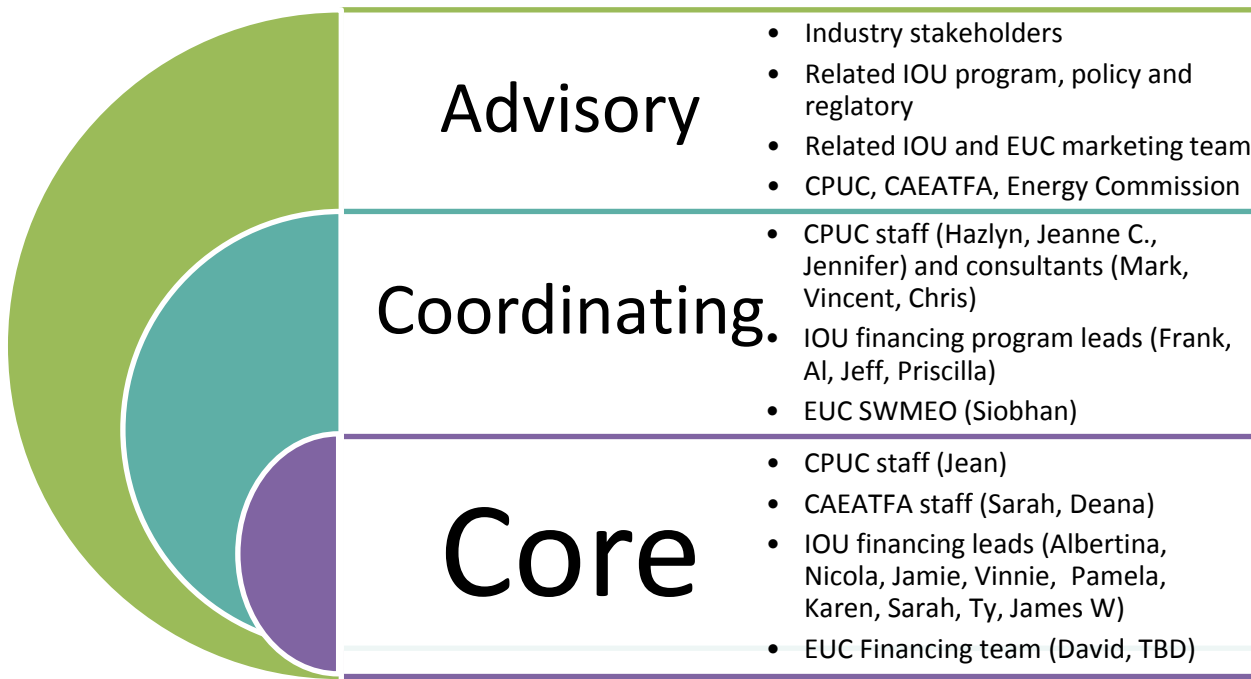 Advisory
• Industry stakeholders
• Related IOU program, policy and
reglatory
• Related IOU and EUC marketing team
• CPUC, CAEATFA, Energy Commission
Coordinating
• CPUC staff (Hazlyn, Jeanne C.,
Jennifer) and consultants (Mark,
Vincent, Chris)
• IOU financing program leads (Frank,
Al, Jeff, Priscilla)
• EUC SWMEO (Siobhan)
Core
• CPUC staff (Jean)
• CAEATFA staff (Sarah, Deana)
• IOU financing leads (Albertina,
Nicola, Jamie, Vinnie, Pamela,
Karen, Sarah, Ty, James W)
• EUC Financing team (David, TBD)